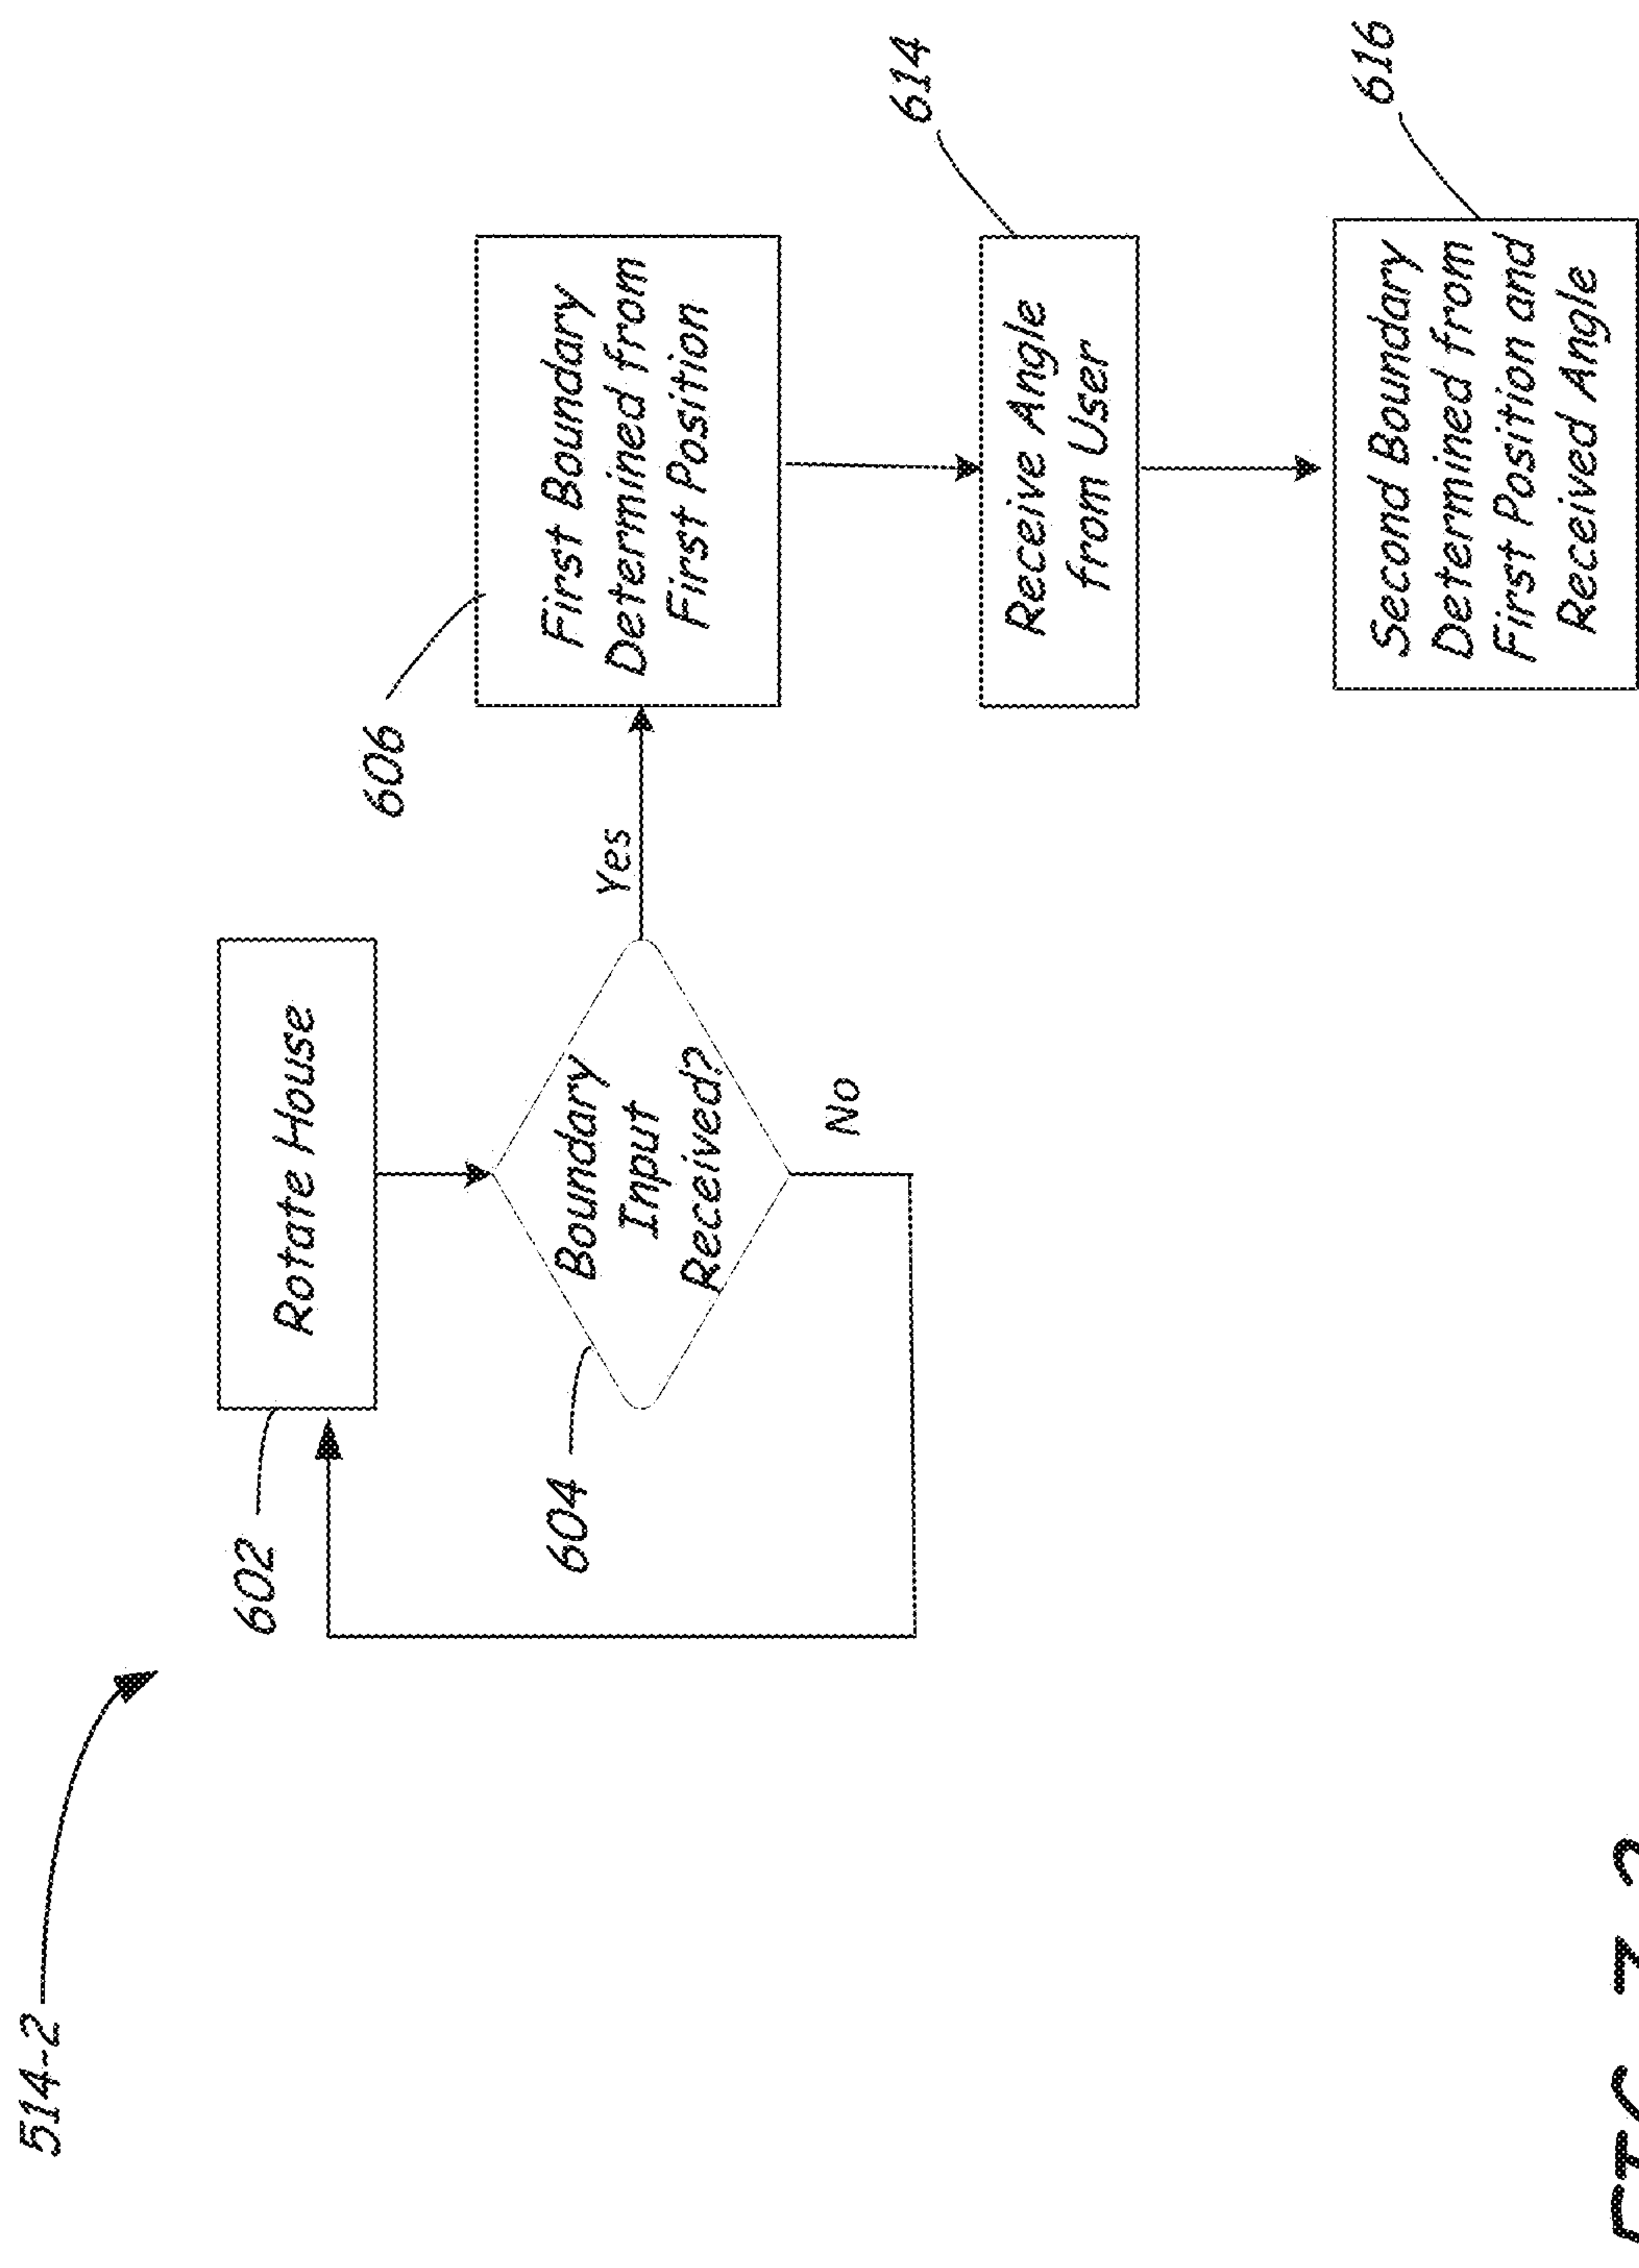 514-2
602
Rotate House
604
Boundary
Input
Received?
Yes
No
606
First Boundary
Determined from
First Position
614
Receive Angle
from User
616
Second Boundary
Determined from
First Position and
Received Angle